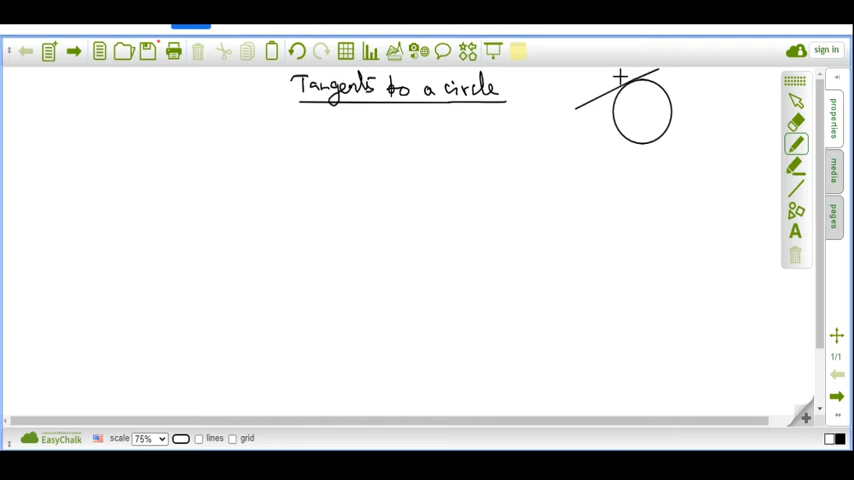 sign in
Tangents to a circle
properties
media
pages
A
1/1
EasyChalk
scale
75%
lines
grid